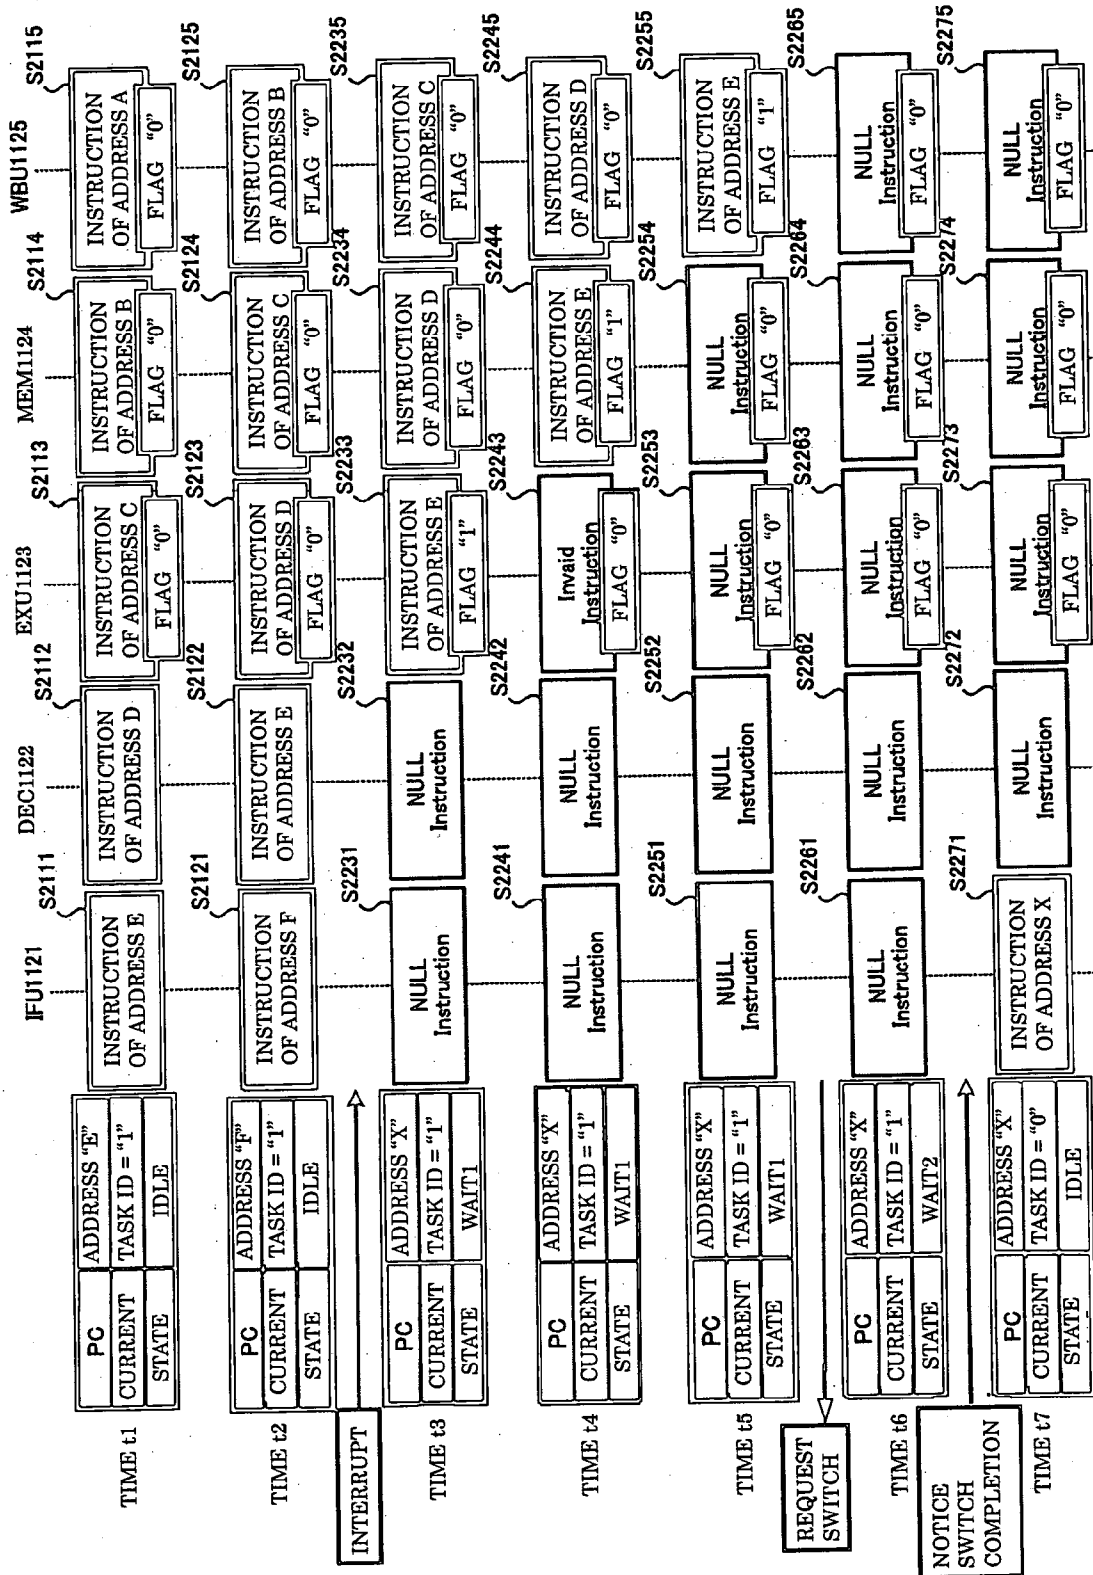 IFU1121
DEC1122
EXU1123
MEM1124
WBU1125
TIME t1
PC
ADDRESS “E”
CURRENT
TASK ID = “1”
STATE
IDLE
S2111
INSTRUCTION
OF ADDRESS E
S2112
INSTRUCTION
OF ADDRESS D
S2113
INSTRUCTION
OF ADDRESS C
FLAG “0”
S2114
INSTRUCTION
OF ADDRESS B
FLAG “0”
S2115
INSTRUCTION
OF ADDRESS A
FLAG “0”
TIME t2
PC
ADDRESS “F”
CURRENT
TASK ID = “1”
STATE
IDLE
S2121
INSTRUCTION
OF ADDRESS F
S2122
INSTRUCTION
OF ADDRESS E
S2123
INSTRUCTION
OF ADDRESS D
FLAG “0”
S2124
INSTRUCTION
OF ADDRESS C
FLAG “0”
S2125
INSTRUCTION
OF ADDRESS B
FLAG “0”
INTERRUPT
TIME t3
PC
ADDRESS “X”
CURRENT
TASK ID = “1”
STATE
WAIT1
S2231
NULL
Instruction
S2232
NULL
Instruction
S2233
INSTRUCTION
OF ADDRESS E
FLAG “1”
S2234
INSTRUCTION
OF ADDRESS D
FLAG “0”
S2235
INSTRUCTION
OF ADDRESS C
FLAG “0”
TIME t4
PC
ADDRESS “X”
CURRENT
TASK ID = “1”
STATE
WAIT1
S2241
NULL
Instruction
S2242
NULL
Instruction
S2243
Invaid
Instruction
FLAG “0”
S2244
INSTRUCTION
OF ADDRESS E
FLAG “1”
S2245
INSTRUCTION
OF ADDRESS D
FLAG “0”
TIME t5
PC
ADDRESS “X”
CURRENT
TASK ID = “1”
STATE
WAIT1
S2251
NULL
Instruction
S2252
NULL
Instruction
S2253
NULL
Instruction
FLAG “0”
S2254
NULL
Instruction
FLAG “0”
S2255
INSTRUCTION
OF ADDRESS E
FLAG “1”
REQUEST
SWITCH
TIME t6
PC
ADDRESS “X”
CURRENT
TASK ID = “1”
STATE
WAIT2
S2261
NULL
Instruction
S2262
NULL
Instruction
S2263
NULL
Instruction
FLAG “0”
S2264
NULL
Instruction
FLAG “0”
S2265
NULL
Instruction
FLAG “0”
NOTICE
SWITCH
COMPLETION
TIME t7
PC
ADDRESS “X”
CURRENT
TASK ID = “0”
STATE
IDLE
S2271
INSTRUCTION
OF ADDRESS X
S2272
NULL
Instruction
S2273
NULL
Instruction
FLAG “0”
S2274
NULL
Instruction
FLAG “0”
S2275
NULL
Instruction
FLAG “0”